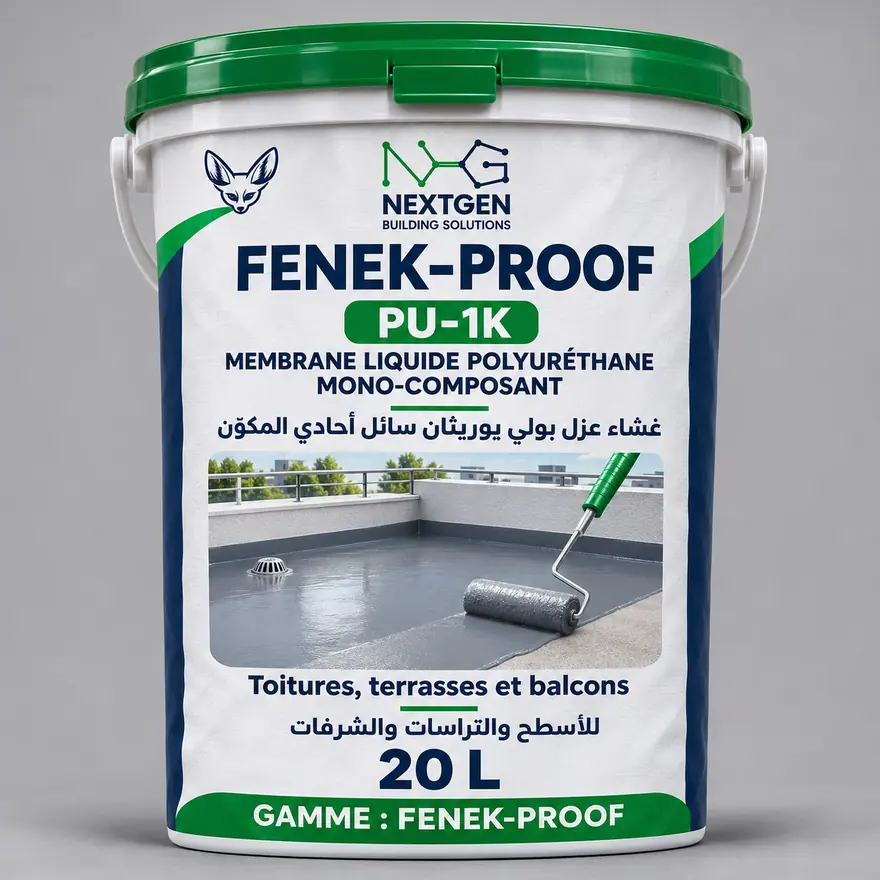 NG
NEXTGEN
BUILDING SOLUTIONS
FENEK-PROOF
PU-1K
MEMBRANE LIQUIDE POLYURÉTHANE
MONO-COMPOSANT
غشاء عزل بولي يوريثان سائل أحادي المكوّن
Toitures, terrasses et balcons
للأسطح والتراسات والشرفات
20 L
GAMME : FENEK-PROOF